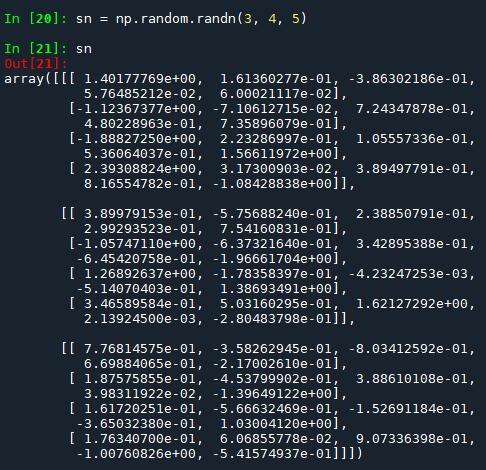 In [20]: sn = np.random.randn(3, 4, 5)
In [21]: sn
Out[21]:
array([[[ 1.40177769e+00, 1.61360277e-01, -3.86302186e-01,
5.76485212e-02, 6.00021117e-02],
[-1.12367377e+00, -7.10612715e-02, 7.24347878e-01,
4.80228963e-01, 7.35896079e-01],
[-1.88827250e+00, 2.23286997e-01, 1.05557336e-01,
5.36064037e-01, 1.56611972e+00],
[ 2.39308824e+00, 3.17300903e-02, 3.89497791e-01,
8.16554782e-01, -1.08428838e+00]],
[[ 3.89979153e-01, -5.75688240e-01, 2.38850791e-01,
2.99293523e-01, 7.54160831e-01],
[-1.05747110e+00, -6.37321640e-01, 3.42895388e-01,
-6.45420758e-01, -1.96661704e+00],
[ 1.26892637e+00, -1.78358397e-01, -4.23247253e-03,
-5.14070403e-01, 1.38693491e+00],
[ 3.46589584e-01, 5.03160295e-01, 1.62127292e+00,
2.13924500e-03, -2.80483798e-01]],
[[ 7.76814575e-01, -3.58262945e-01, -8.03412592e-01,
6.69884065e-01, -2.17002610e-01],
[ 1.87575855e-01, -4.53799902e-01, 3.88610108e-01,
3.98311922e-02, -1.39649122e+00],
[ 1.61720251e-01, -5.66632469e-01, -1.52691184e-01,
-3.65032380e-01, 1.03004120e+00],
[ 1.76340700e-01, 6.06855778e-02, 9.07336398e-01,
-1.00760826e+00, -5.41574937e-01]]])